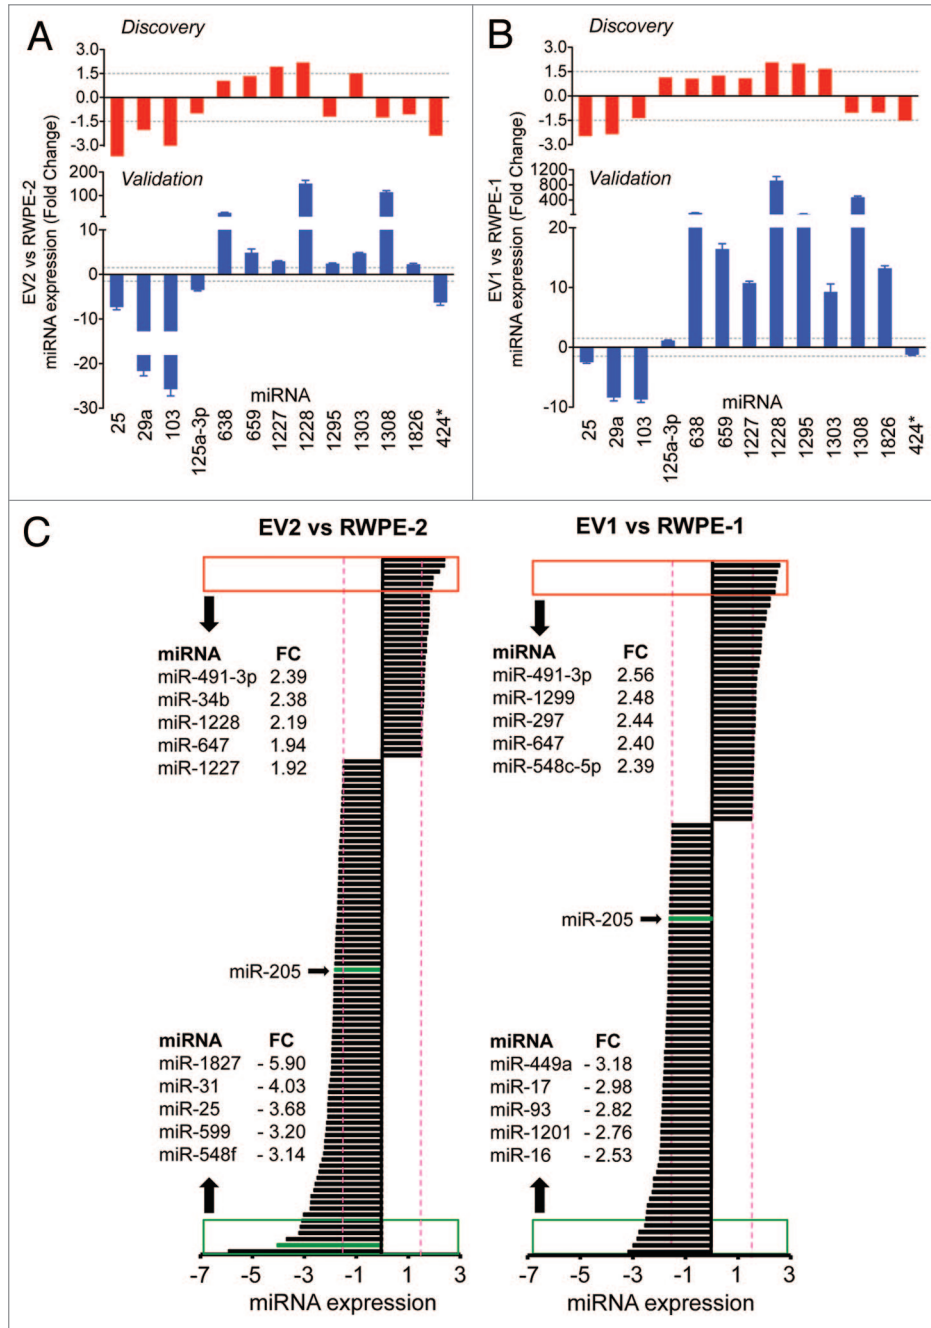 A
Discovery
3.0
1.5
0.0
-1.5
-3.0
EV2 vs RWPE-2
miRNA expression (Fold Change)
Validation
200
100
10
0
-10
-20
-30
miRNA
25
29a
103
125a-3p
638
659
1227
1228
1295
1303
1308
1826
424*
B
Discovery
3.0
1.5
0.0
-1.5
-3.0
EV1 vs RWPE-1
miRNA expression (Fold Change)
Validation
1200
800
400
20
10
0
-10
miRNA
25
29a
103
125a-3p
638
659
1227
1228
1295
1303
1308
1826
424*
C
EV2 vs RWPE-2
miRNA FC
miR-491-3p 2.39
miR-34b 2.38
miR-1228 2.19
miR-647 1.94
miR-1227 1.92
miR-205
miRNA FC
miR-1827 - 5.90
miR-31 - 4.03
miR-25 - 3.68
miR-599 - 3.20
miR-548f - 3.14
-7 -5 -3 -1 1 3
miRNA expression
EV1 vs RWPE-1
miRNA FC
miR-491-3p 2.56
miR-1299 2.48
miR-297 2.44
miR-647 2.40
miR-548c-5p 2.39
miR-205
miRNA FC
miR-449a - 3.18
miR-17 - 2.98
miR-93 - 2.82
miR-1201 - 2.76
miR-16 - 2.53
-7 -5 -3 -1 1 3
miRNA expression